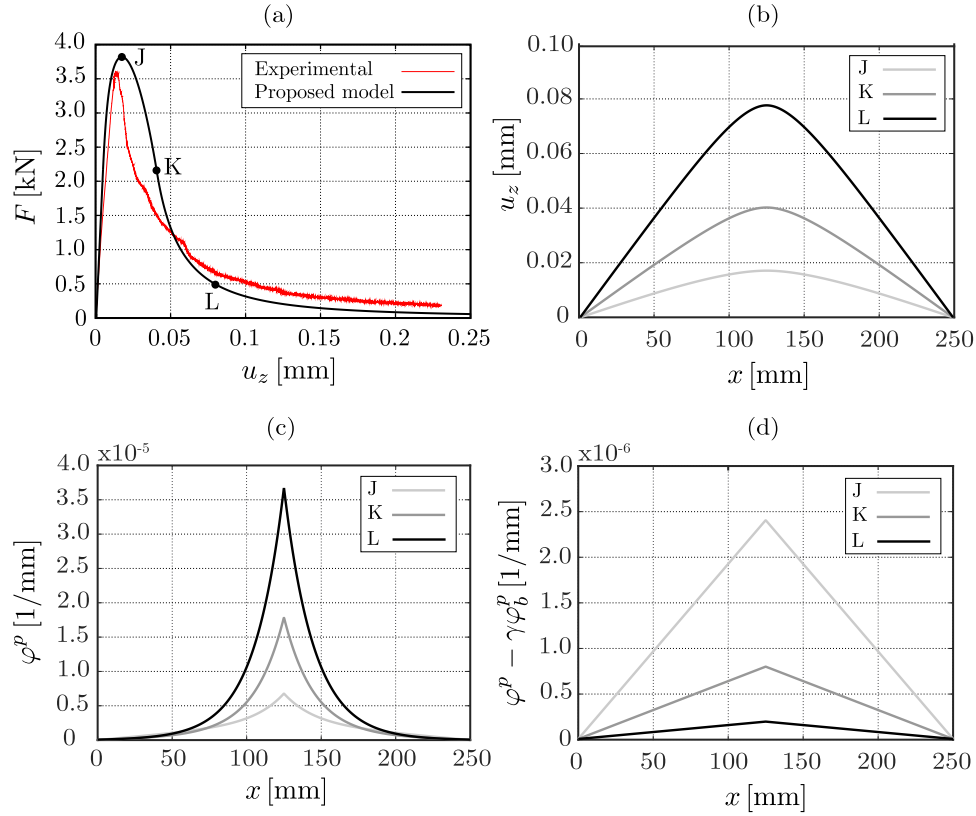 (a)
4.0
3.5
3.0
2.5
2.0
1.5
1.0
0.5
0
F [kN]
J
K
L
Experimental
Proposed model
0 0.05 0.1 0.15 0.2 0.25
u_z [mm]
(b)
0.10
0.08
0.06
0.04
0.02
0
u_z [mm]
J
K
L
0 50 100 150 200 250
x [mm]
(c)
x10-5
4.0
3.5
5.0
2.5
5.0
1.5
5.0
0.5
0
φ^p [1/mm]
J
K
L
0 50 100 150 200 250
x [mm]
(d)
x10-6
3.0
2.5
2.0
1.5
1.0
0.5
0
φ^p − γφ_b^p [1/mm]
J
K
L
0 50 100 150 200 250
x [mm]